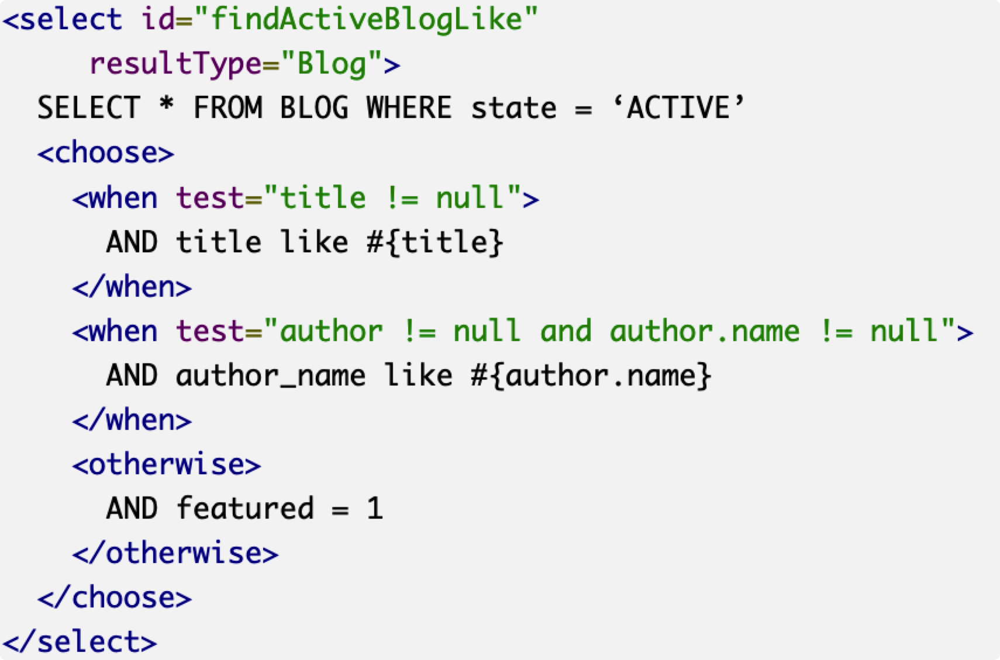 <select id="findActiveBlogLike"
     resultType="Blog">
  SELECT * FROM BLOG WHERE state = ‘ACTIVE’
  <choose>
    <when test="title != null">
      AND title like #{title}
    </when>
    <when test="author != null and author.name != null">
      AND author_name like #{author.name}
    </when>
    <otherwise>
      AND featured = 1
    </otherwise>
  </choose>
</select>